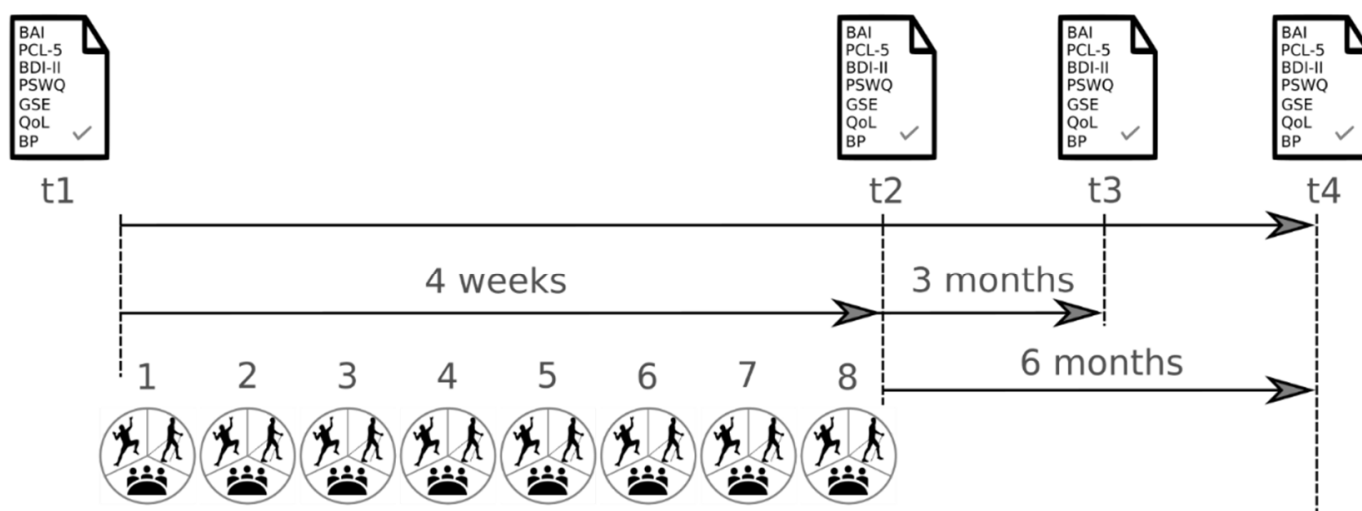 BAI
PCL-5
BDI-II
PSWQ
GSE
QoL
BP
t1
BAI
PCL-5
BDI-II
PSWQ
GSE
QoL
BP
t2
BAI
PCL-5
BDI-II
PSWQ
GSE
QoL
BP
t3
BAI
PCL-5
BDI-II
PSWQ
GSE
QoL
BP
t4
4 weeks
3 months
6 months
1 2 3 4 5 6 7 8